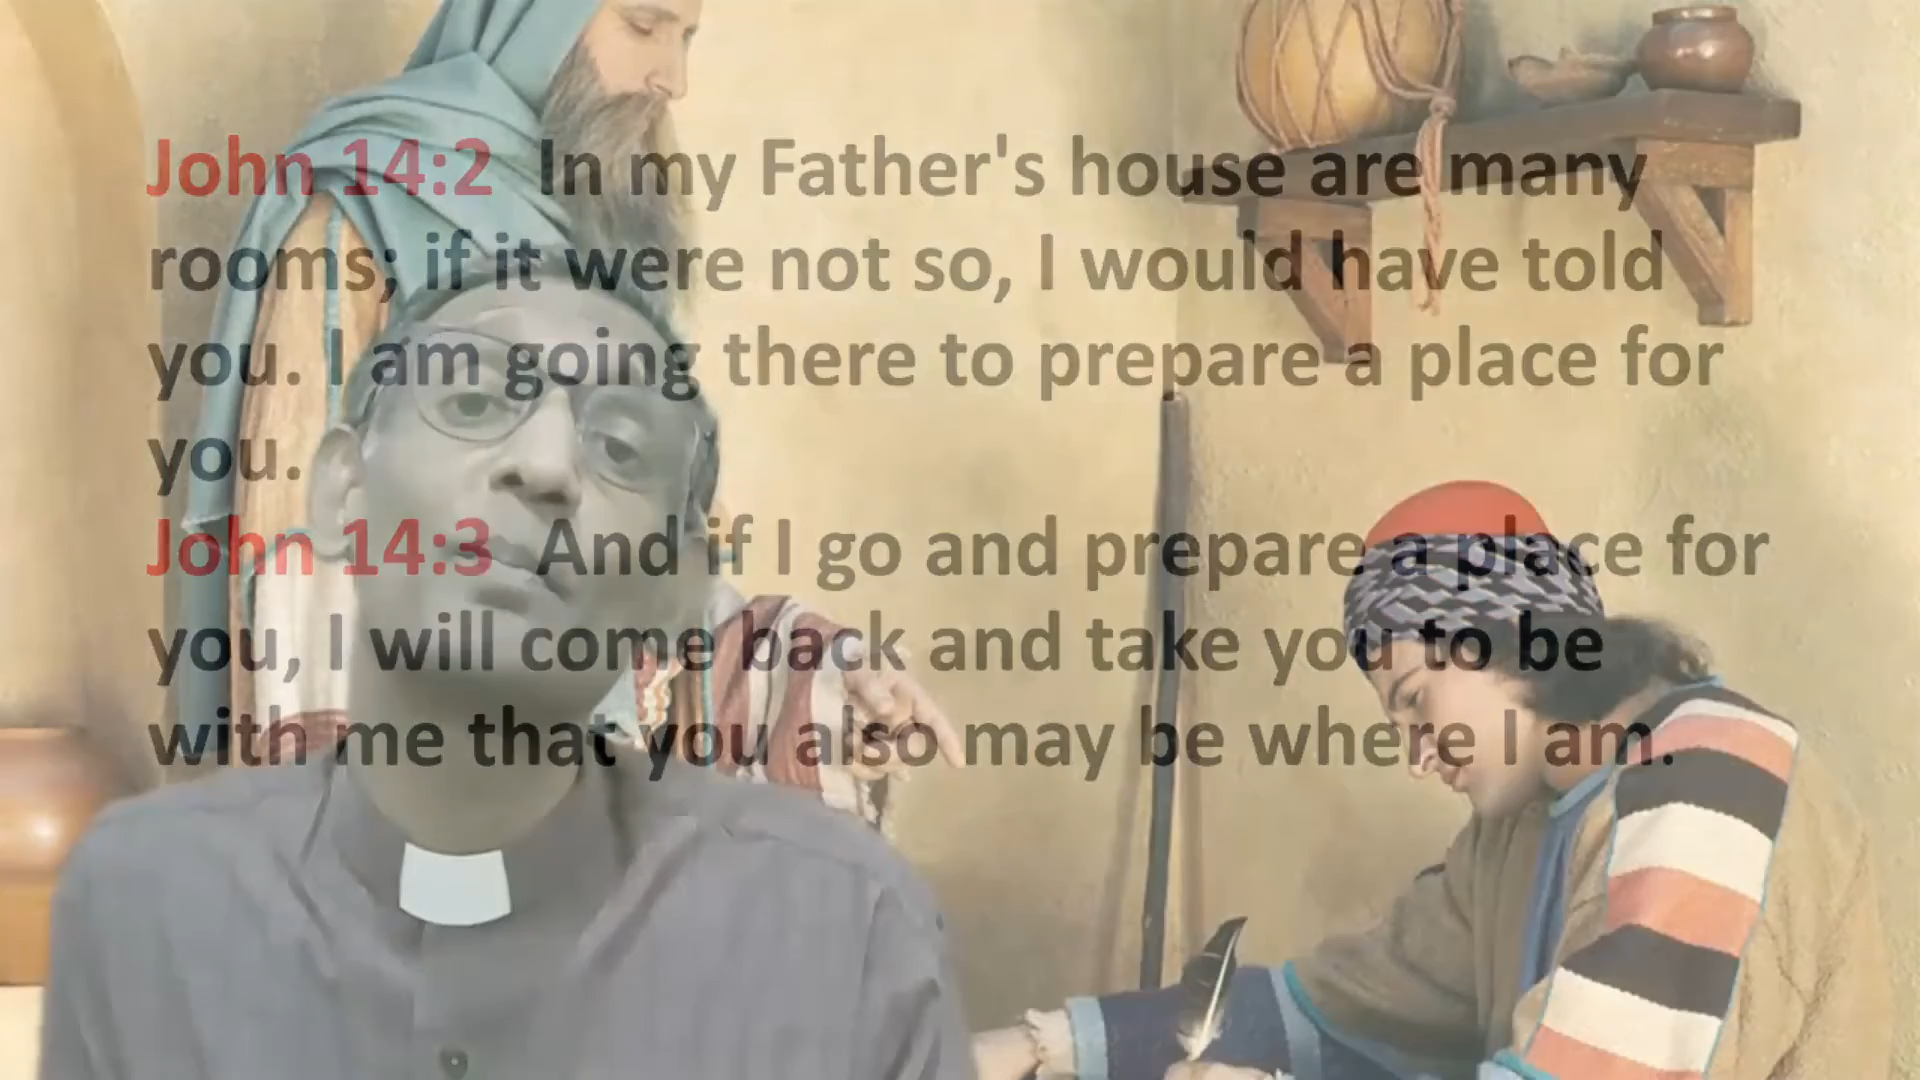 John 14:2 In my Father's house are many
rooms; if it were not so, I would have told
you. I am going there to prepare a place for
you.
John 14:3 And if I go and prepare a place for
you, I will come back and take you to be
with me that you also may be where I am.